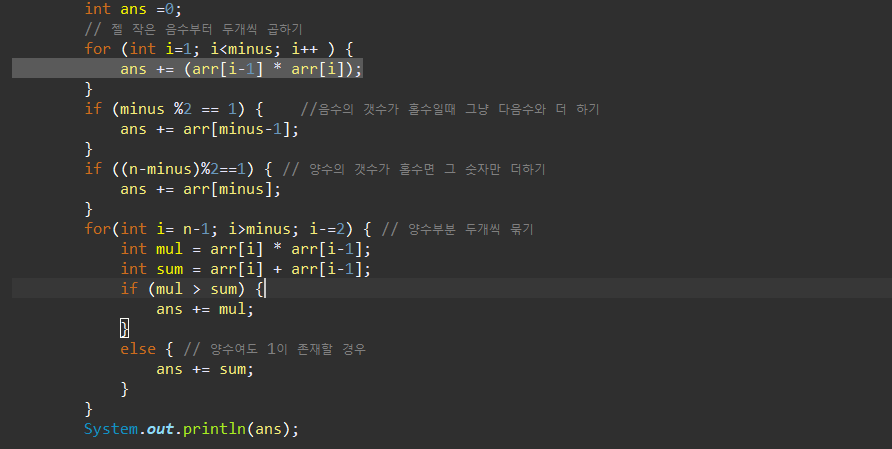 int ans =0;
// 젤 작은 음수부터 두개씩 곱하기
for (int i=1; i<minus; i++ ) {
ans += (arr[i-1] * arr[i]);
}
if (minus %2 == 1) { //음수의 갯수가 홀수일때 그냥 다음수와 더 하기
ans += arr[minus-1];
}
if ((n-minus)%2==1) { // 양수의 갯수가 홀수면 그 숫자만 더하기
ans += arr[minus];
}
for(int i= n-1; i>minus; i-=2) { // 양수부분 두개씩 묶기
int mul = arr[i] * arr[i-1];
int sum = arr[i] + arr[i-1];
if (mul > sum) {
ans += mul;
}
else { // 양수여도 1이 존재할 경우
ans += sum;
}
}
System.out.println(ans);